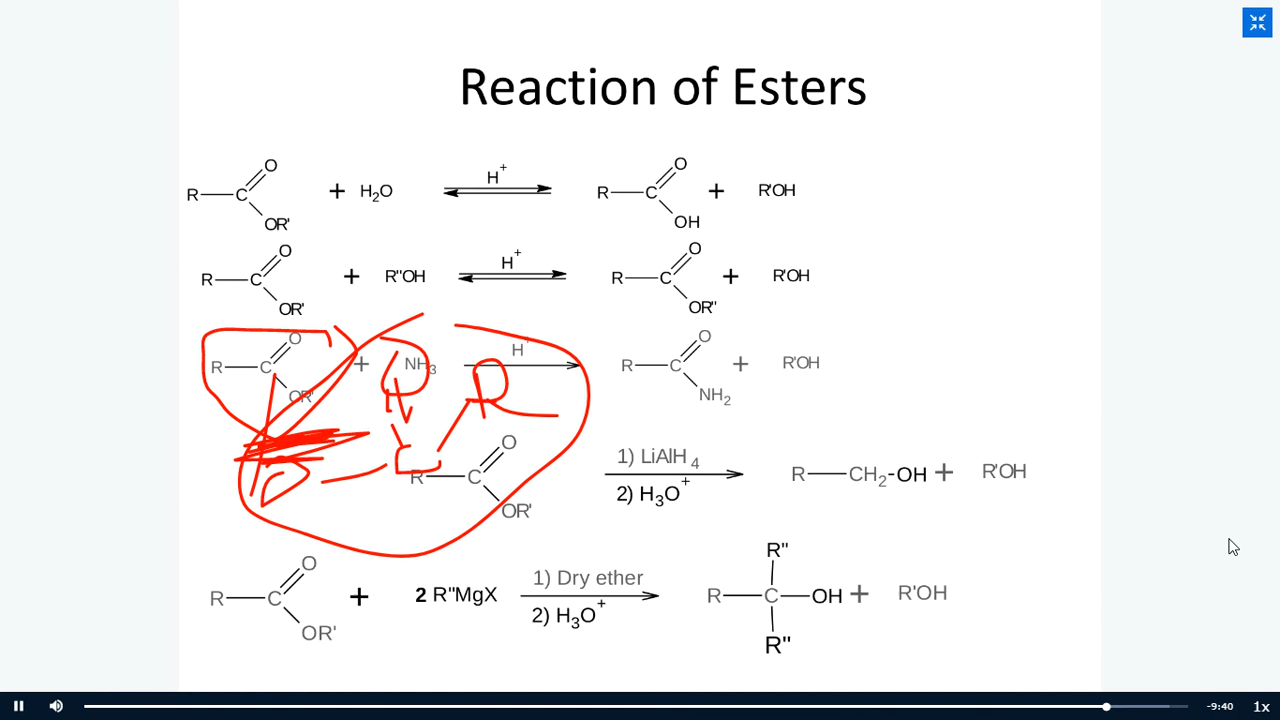 Reaction of Esters
R C O OR' + H2O H+ R C O OH + R'OH
R C O OR' + R"OH H+ R C O OR" + R'OH
R C O OR' + NH3 H R C O NH2 + R'OH
R R
R C O OR' 1) LiAlH4 2) H3O+ R CH2-OH + R'OH
R C O OR' + 2 R"MgX 1) Dry ether 2) H3O+ R C R" R" OH + R'OH
-9:40 1x